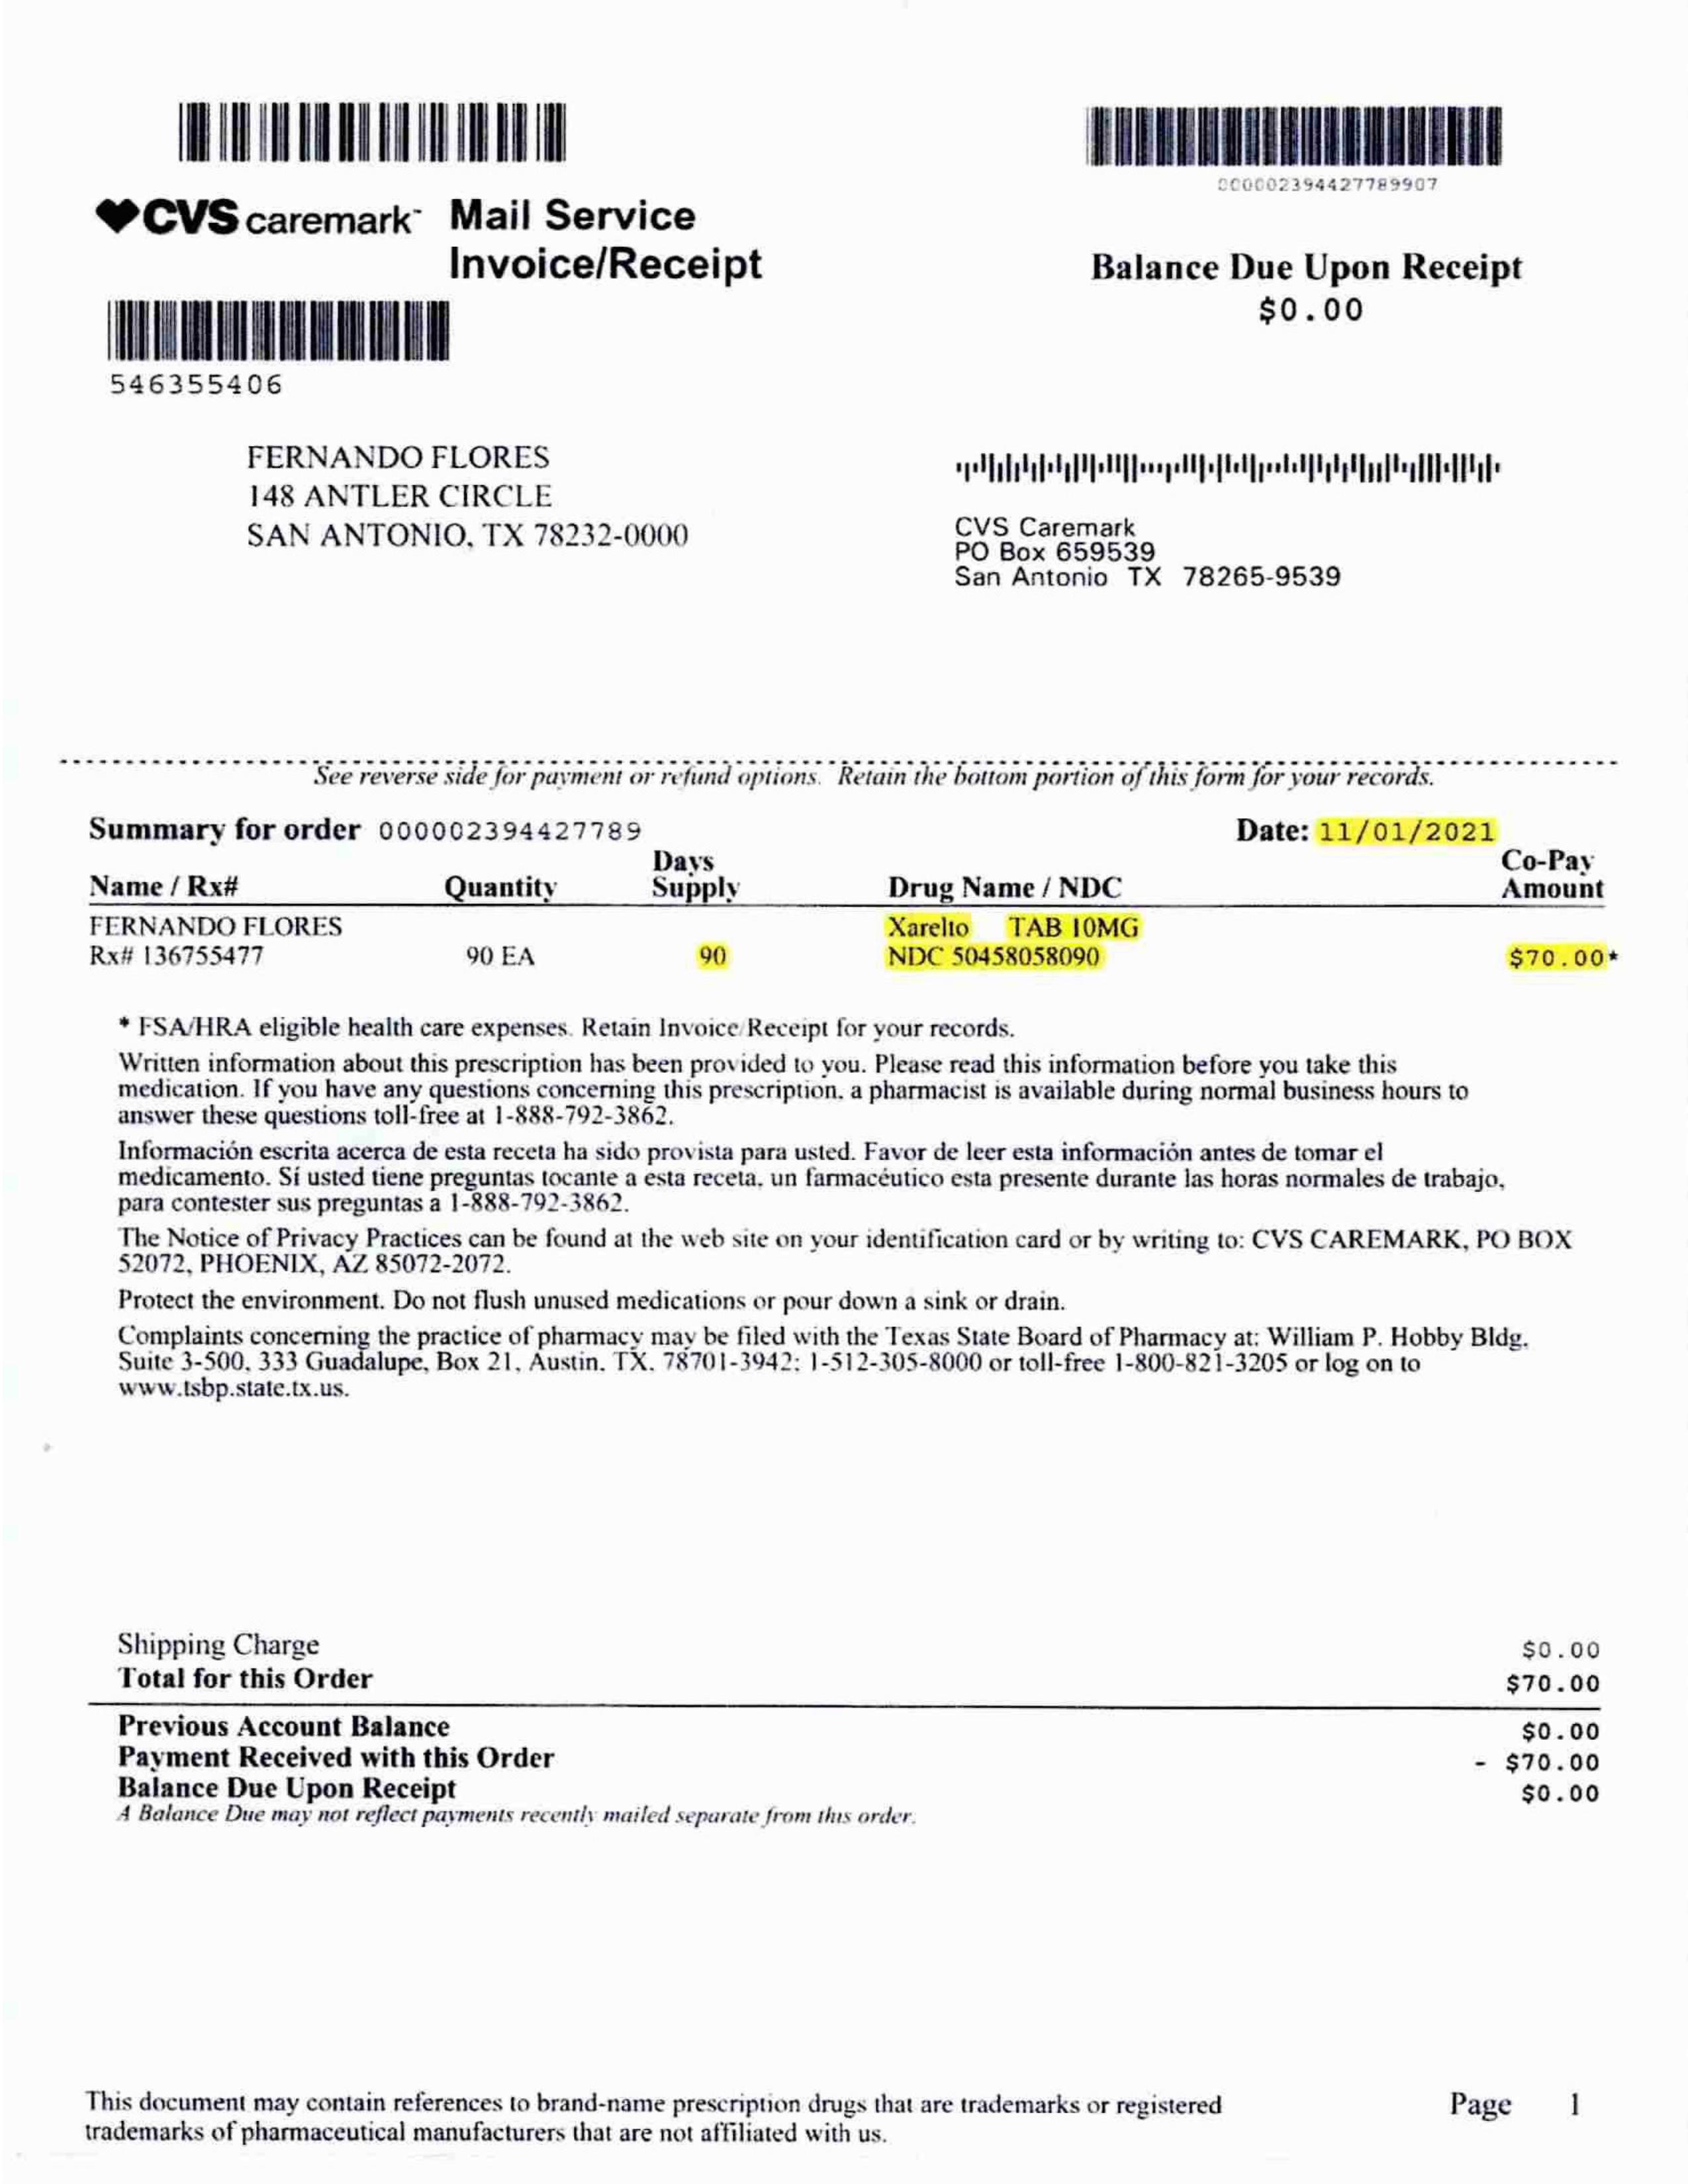 000002394427789907
CVS caremark Mail Service
Invoice/Receipt
Balance Due Upon Receipt
$0.00
546355406
FERNANDO FLORES
148 ANTLER CIRCLE
SAN ANTONIO, TX 78232-0000
CVS Caremark
PO Box 659539
San Antonio TX 78265-9539
See reverse side for payment or refund options. Retain the bottom portion of this form for your records.
Summary for order 000002394427789 Date: 11/01/2021
Name / Rx# Quantity Days Supply Drug Name / NDC Co-Pay Amount
FERNANDO FLORES Xarelto TAB 10MG
Rx# 136755477 90 EA 90 NDC 50458058090 $70.00*
* FSA/HRA eligible health care expenses. Retain Invoice/Receipt for your records.
Written information about this prescription has been provided to you. Please read this information before you take this
medication. If you have any questions concerning this prescription, a pharmacist is available during normal business hours to
answer these questions toll-free at 1-888-792-3862.
Información escrita acerca de esta receta ha sido provista para usted. Favor de leer esta información antes de tomar el
medicamento. Sí usted tiene preguntas tocante a esta receta, un farmacéutico esta presente durante las horas normales de trabajo,
para contester sus preguntas a 1-888-792-3862.
The Notice of Privacy Practices can be found at the web site on your identification card or by writing to: CVS CAREMARK, PO BOX
52072, PHOENIX, AZ 85072-2072.
Protect the environment. Do not flush unused medications or pour down a sink or drain.
Complaints concerning the practice of pharmacy may be filed with the Texas State Board of Pharmacy at: William P. Hobby Bldg.
Suite 3-500, 333 Guadalupe, Box 21, Austin, TX. 78701-3942; 1-512-305-8000 or toll-free 1-800-821-3205 or log on to
www.tsbp.state.tx.us.
Shipping Charge $0.00
Total for this Order $70.00
Previous Account Balance $0.00
Payment Received with this Order - $70.00
Balance Due Upon Receipt $0.00
A Balance Due may not reflect payments recently mailed separate from this order.
This document may contain references to brand-name prescription drugs that are trademarks or registered
trademarks of pharmaceutical manufacturers that are not affiliated with us.
Page 1